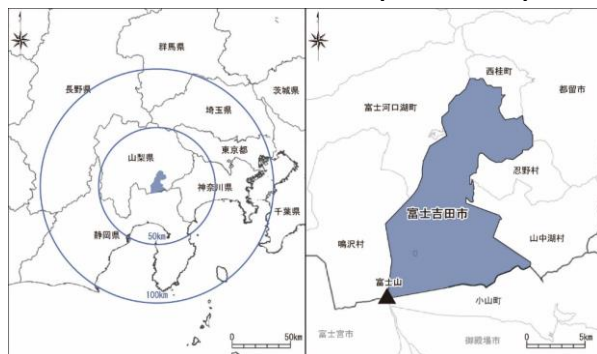 群馬県
長野県
茨城県
埼玉県
山梨県
東京都
神奈川県
千葉県
静岡県
50km
100km
0
50km
西桂町
都留市
富士河口湖町
忍野村
富士吉田市
鳴沢村
山中湖村
富士山
小山町
富士宮市
御殿場市
0
5km